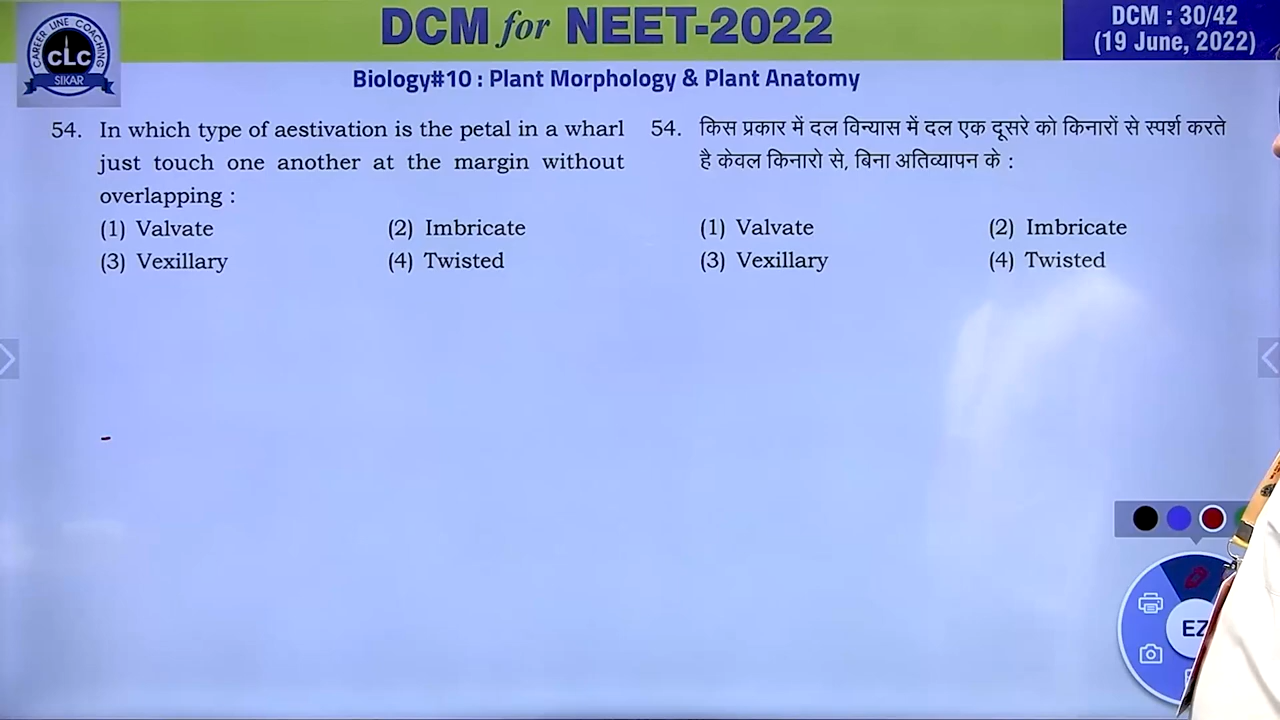 DCM for NEET-2022
DCM : 30/42
(19 June, 2022)
CAREER LINE COACHING
CLC
SIKAR
Biology#10 : Plant Morphology & Plant Anatomy
54. In which type of aestivation is the petal in a wharl
just touch one another at the margin without
overlapping :
(1) Valvate (2) Imbricate
(3) Vexillary (4) Twisted
54. किस प्रकार में दल विन्यास में दल एक दूसरे को किनारों से स्पर्श करते
है केवल किनारो से, बिना अतिव्यापन के :
(1) Valvate (2) Imbricate
(3) Vexillary (4) Twisted
EZ